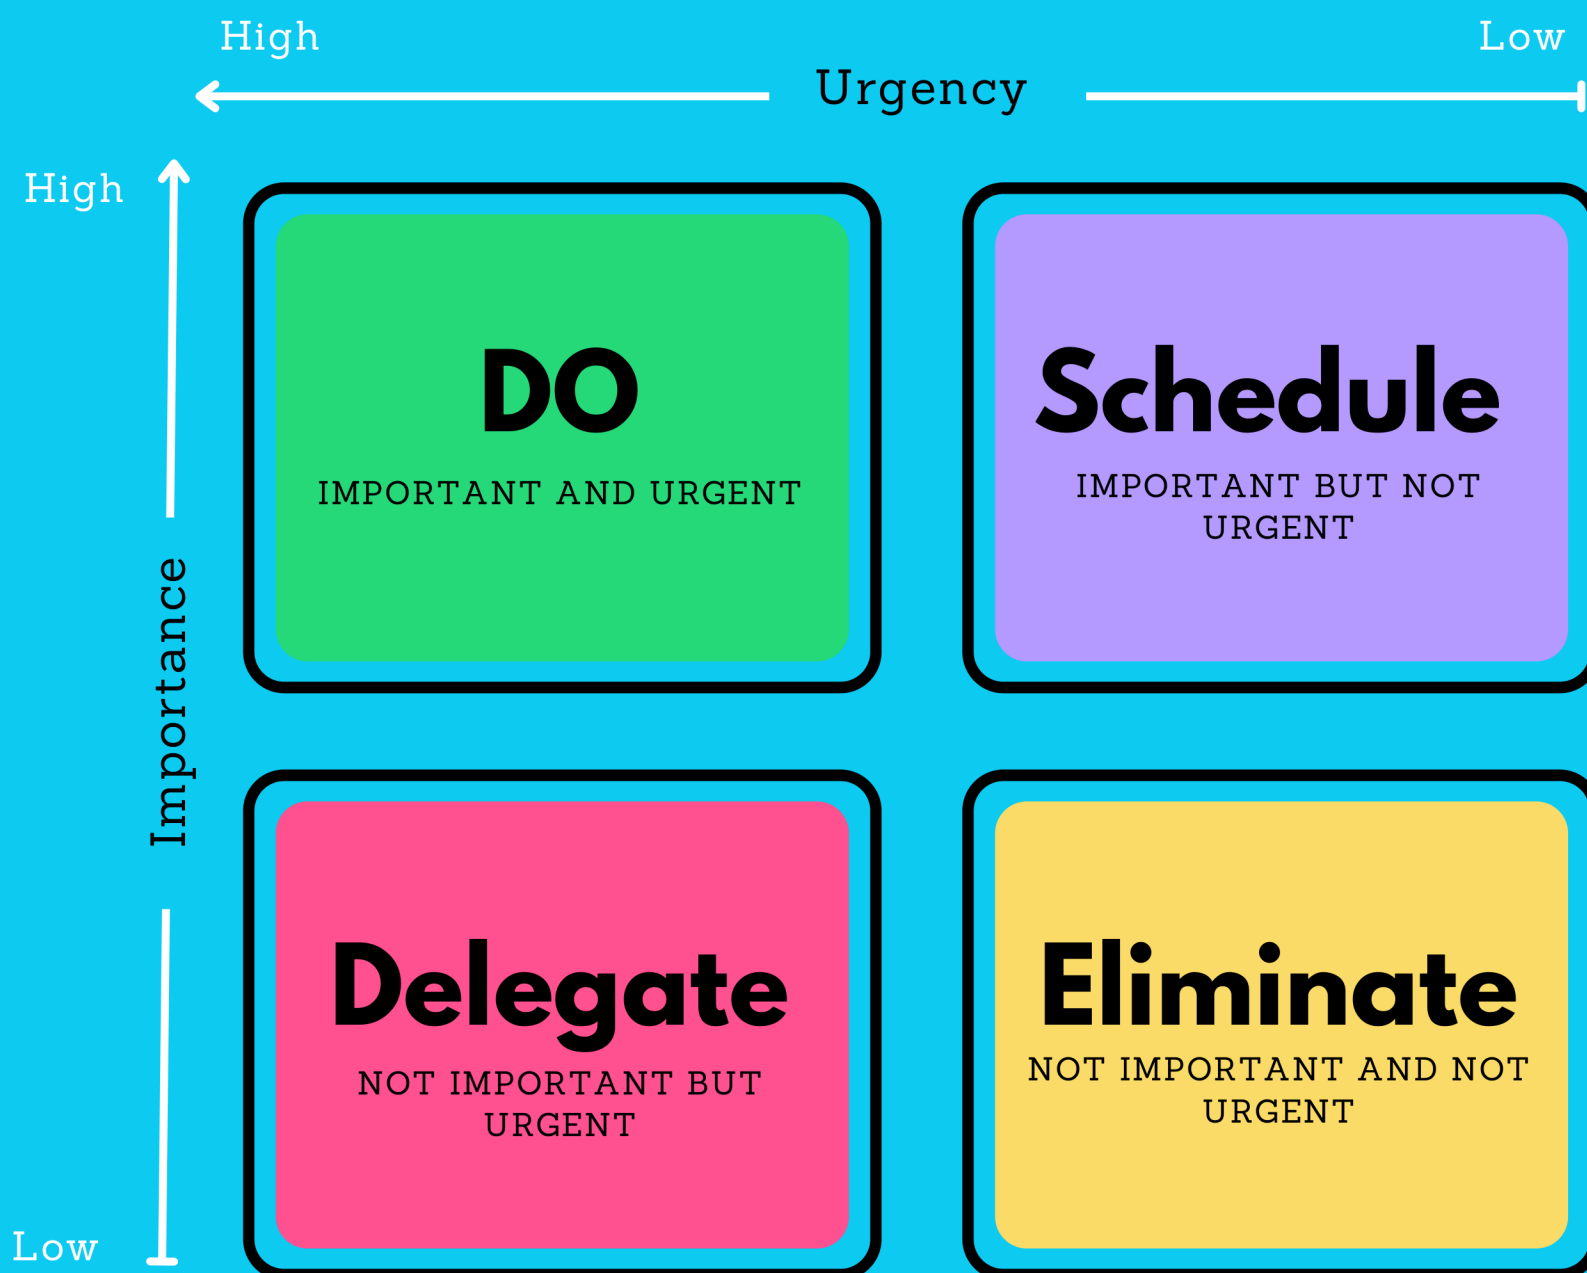 High
Low
Urgency
High
Importance
Low
DO
IMPORTANT AND URGENT
Schedule
IMPORTANT BUT NOT
URGENT
Delegate
NOT IMPORTANT BUT
URGENT
Eliminate
NOT IMPORTANT AND NOT
URGENT